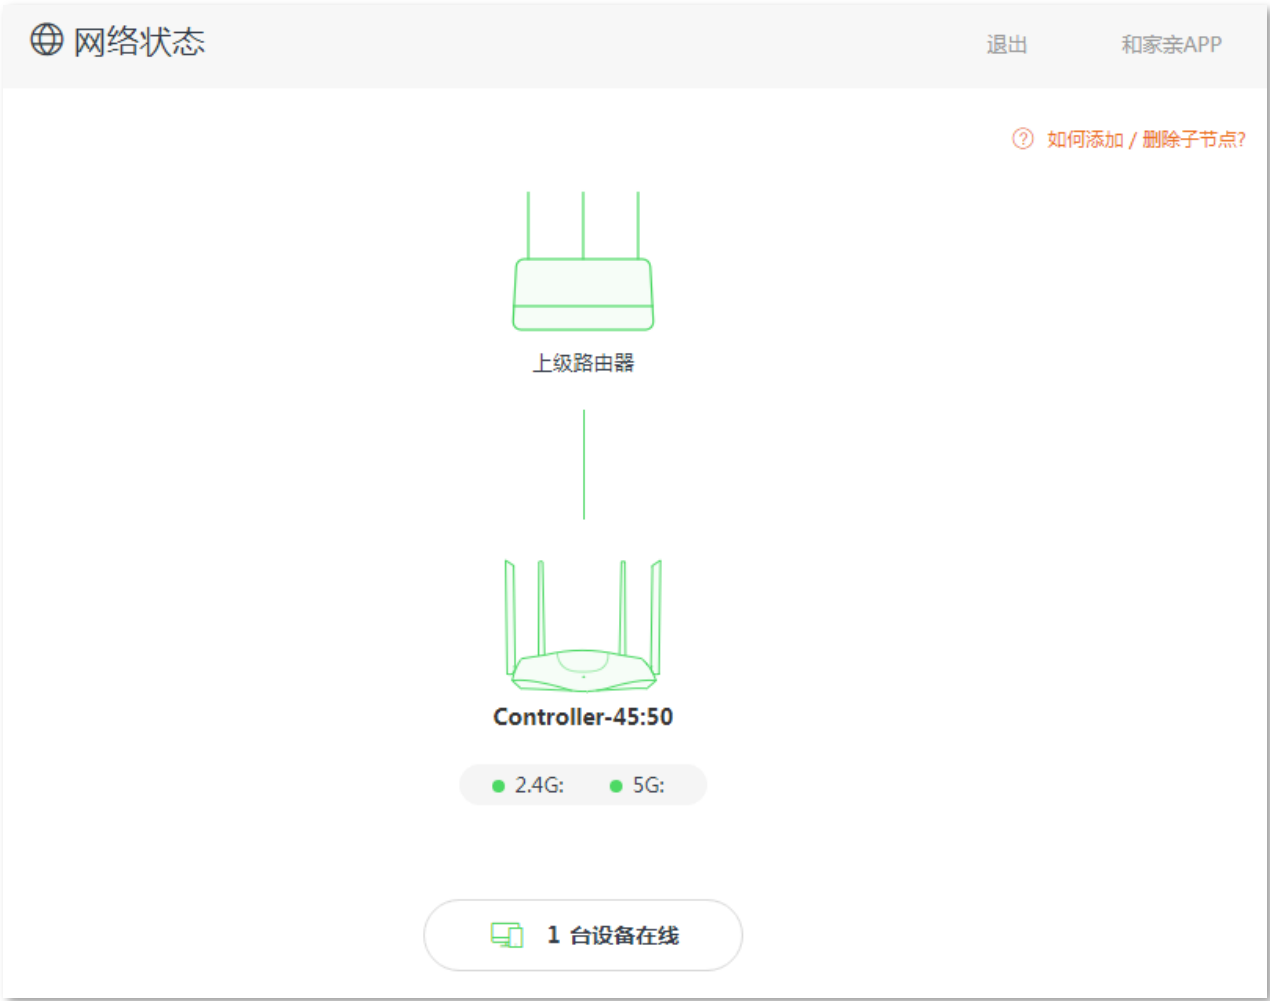 网络状态
退出
和家亲APP
? 如何添加 / 删除子节点?
上级路由器
Controller-45:50
2.4G: 5G:
1 台设备在线